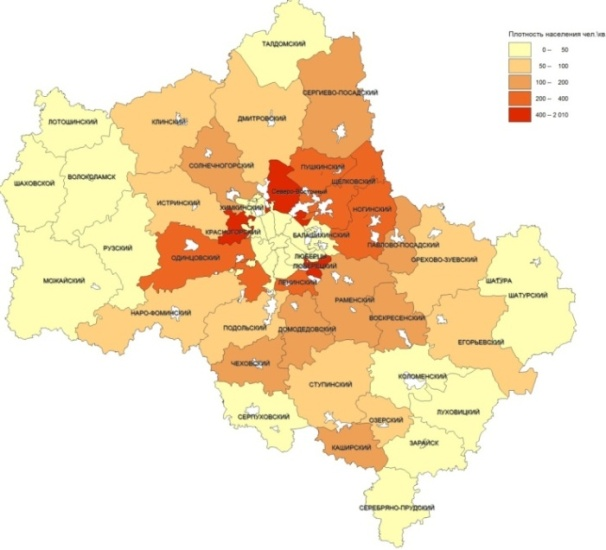 Плотность населения чел \кв
0 – 50
50 – 100
100 – 200
200 – 400
400 – 2 010
ТАЛДОМСКИЙ
СЕРГИЕВО-ПОСАДСКИЙ
ЛОТОШИНСКИЙ
КЛИНСКИЙ
ДМИТРОВСКИЙ
СОЛНЕЧНОГОРСКИЙ
ПУШКИНСКИЙ
ЩЕЛКОВСКИЙ
ШАХОВСКОЙ
ВОЛОКОЛАМСК
ИСТРИНСКИЙ
ХИМКИНСКИЙ
НОГИНСКИЙ
КРАСНОГОРСКИЙ
БАЛАШИХИНСКИЙ
ПАВЛОВО-ПОСАДСКИЙ
РУЗСКИЙ
ОДИНЦОВСКИЙ
ЛЮБЕРЦЫ
ЛЮБЕРЕЦКИЙ
ОРЕХОВО-ЗУЕВСКИЙ
МОЖАЙСКИЙ
ЛЕНИНСКИЙ
ШАТУРА
ШАТУРСКИЙ
РАМЕНСКИЙ
НАРО-ФОМИНСКИЙ
ПОДОЛЬСКИЙ
ДОМОДЕДОВСКИЙ
ВОСКРЕСЕНСКИЙ
ЕГОРЬЕВСКИЙ
ЧЕХОВСКИЙ
СТУПИНСКИЙ
КОЛОМЕНСКИЙ
СЕРПУХОВСКИЙ
ОЗЕРСКИЙ
ЛУХОВИЦКИЙ
КАШИРСКИЙ
ЗАРАЙСК
СЕРЕБРЯНО-ПРУДСКИЙ